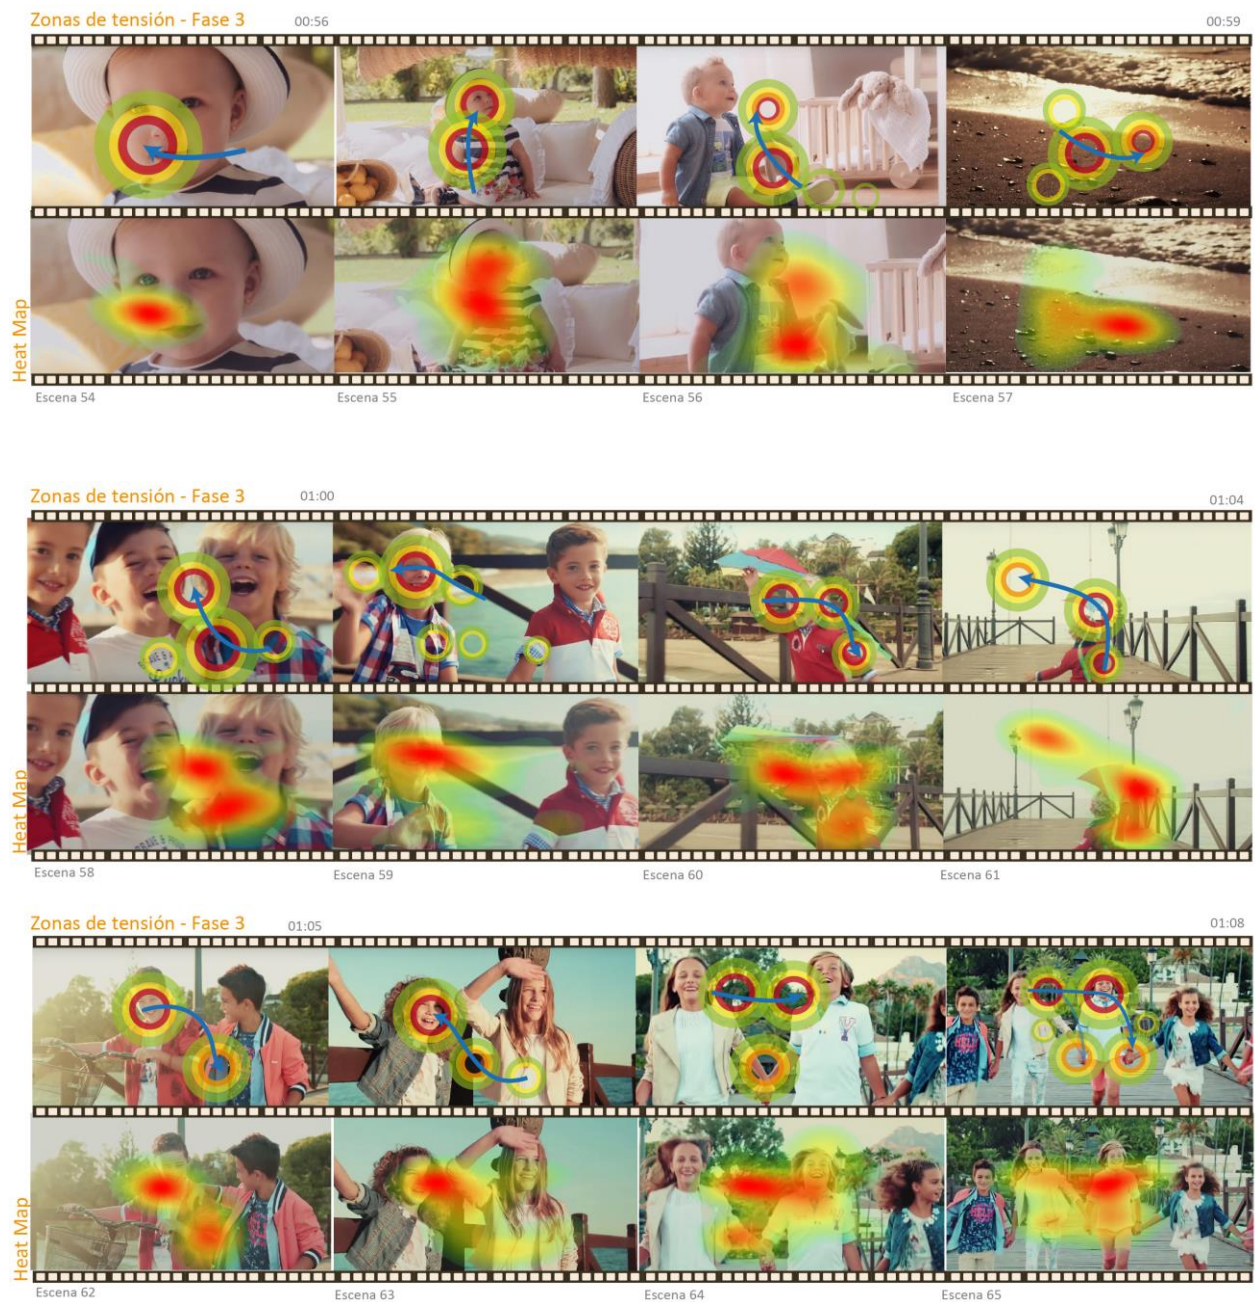 Zonas de tensión - Fase 3 00:56 00:59
Heat Map
Escena 54 Escena 55 Escena 56 Escena 57
Zonas de tensión - Fase 3 01:00 01:04
Heat Map
Escena 58 Escena 59 Escena 60 Escena 61
Zonas de tensión - Fase 3 01:05 01:08
Heat Map
Escena 62 Escena 63 Escena 64 Escena 65